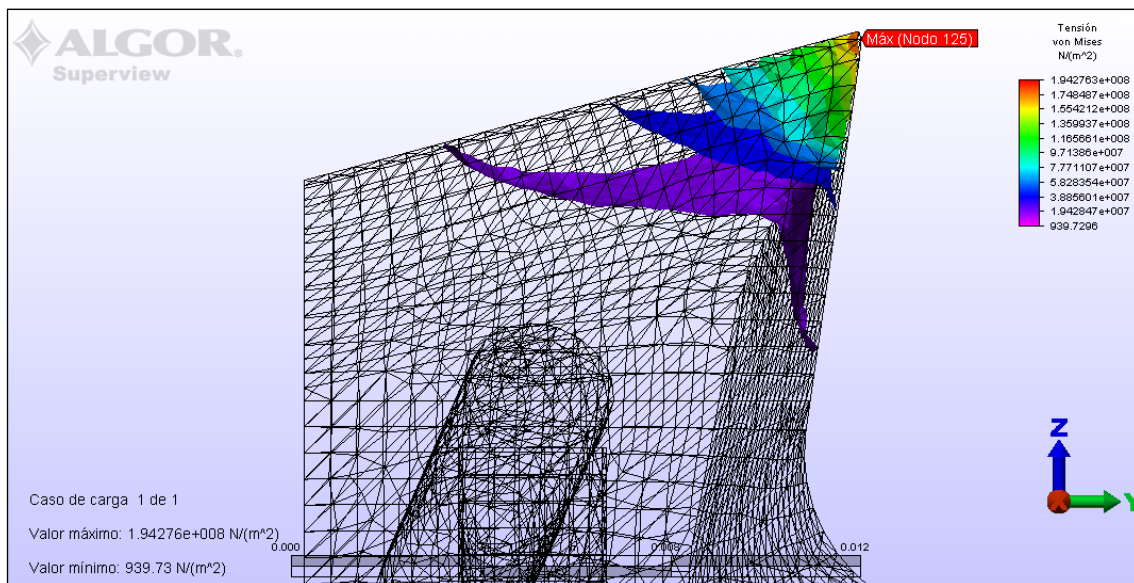 ALGOR®
Superview
Máx (Nodo 125)
Tensión
von Mises
N/(m^2)
1.942763e+008
1.748487e+008
1.554212e+008
1.359937e+008
1.165661e+008
9.71386e+007
7.771107e+007
5.828354e+007
3.885601e+007
1.942847e+007
939.7296
Z
Y
Caso de carga 1 de 1
Valor máximo: 1.94276e+008 N/(m^2)
Valor mínimo: 939.73 N/(m^2)
0.000
0.008
0.012